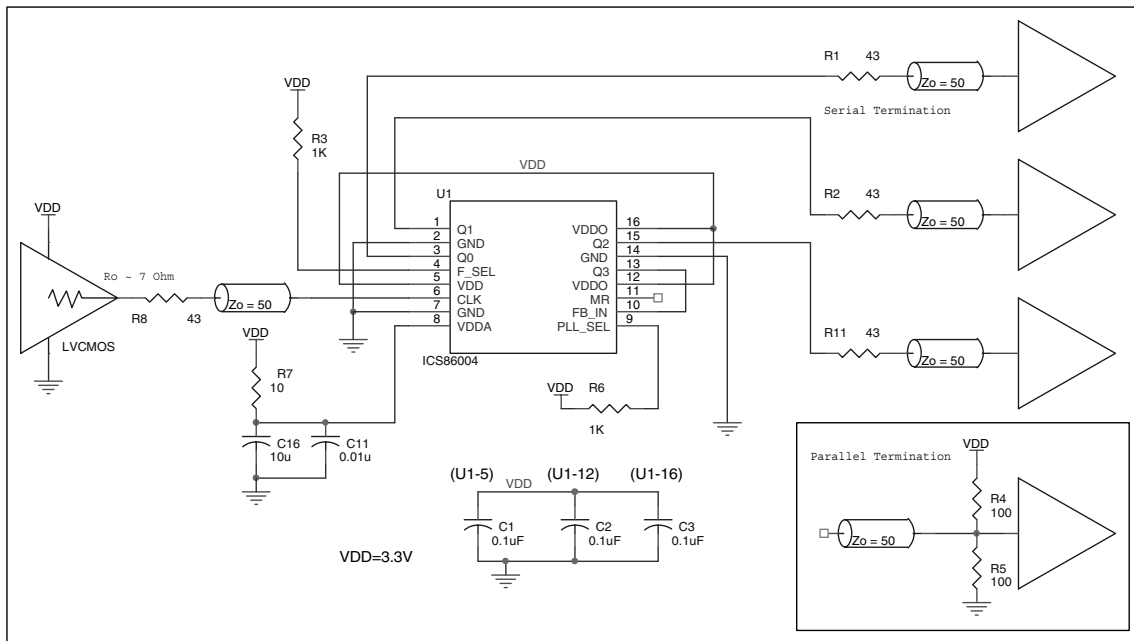 R1 43
Zo = 50
Serial Termination
VDD
R3
1K
VDD
R2 43
Zo = 50
U1
VDD
LVCMOS
Ro ~ 7 Ohm
R8 43
Zo = 50
1 Q1
2 GND
3 Q0
4 F_SEL
5 VDD
6 CLK
7 GND
8 VDDA
VDDO 16
Q2 15
GND 14
Q3 13
VDDO 12
MR 11
FB_IN 10
PLL_SEL 9
ICS86004
R11 43
Zo = 50
VDD
R7
10
C16
10u
C11
0.01u
VDD
R6
1K
(U1-5) (U1-12) (U1-16)
VDD
C1
0.1uF
C2
0.1uF
C3
0.1uF
VDD=3.3V
Parallel Termination
VDD
R4
100
Zo = 50
R5
100